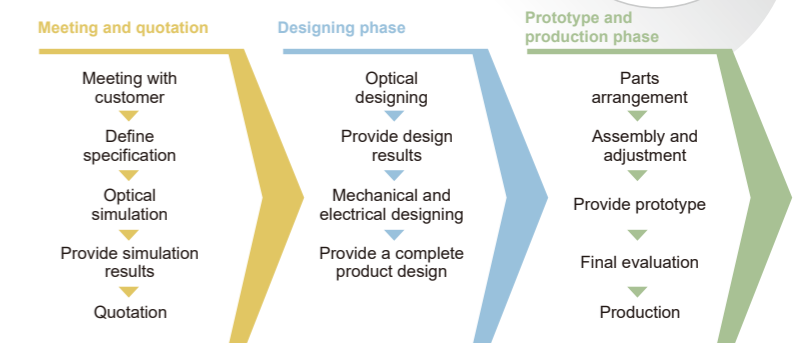 Meeting and quotation
Meeting with
customer
Define
specification
Optical
simulation
Provide simulation
results
Quotation
Designing phase
Optical
designing
Provide design
results
Mechanical and
electrical designing
Provide a complete
product design
Prototype and
production phase
Parts
arrangement
Assembly and
adjustment
Provide prototype
Final evaluation
Production